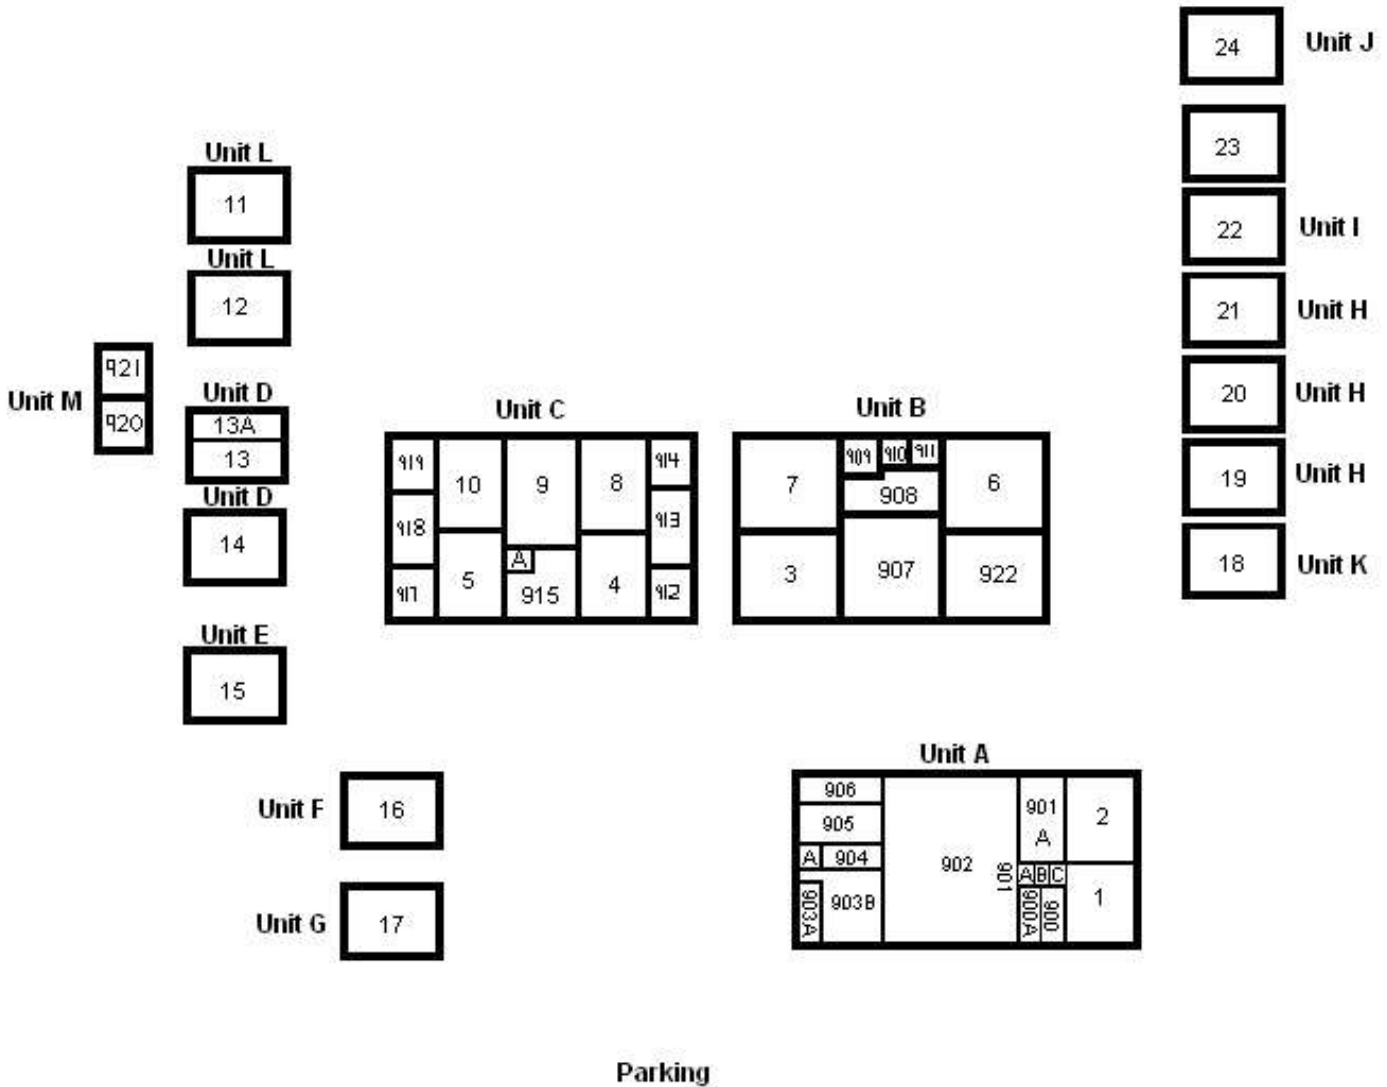 24 Unit J
23
Unit L
11
22 Unit I
Unit L
12
21 Unit H
921
Unit M
920
Unit D
13A
13
20 Unit H
Unit C
Unit B
919
10
9
8
914
918
913
5
A
915
4
917
912
7
909
910
911
908
6
3
907
922
19 Unit H
Unit D
14
18 Unit K
Unit E
15
Unit A
Unit F 16
906
905
A 904
903A
903B
902
901
901
A
2
A B C
900A
900
1
Unit G 17
Parking